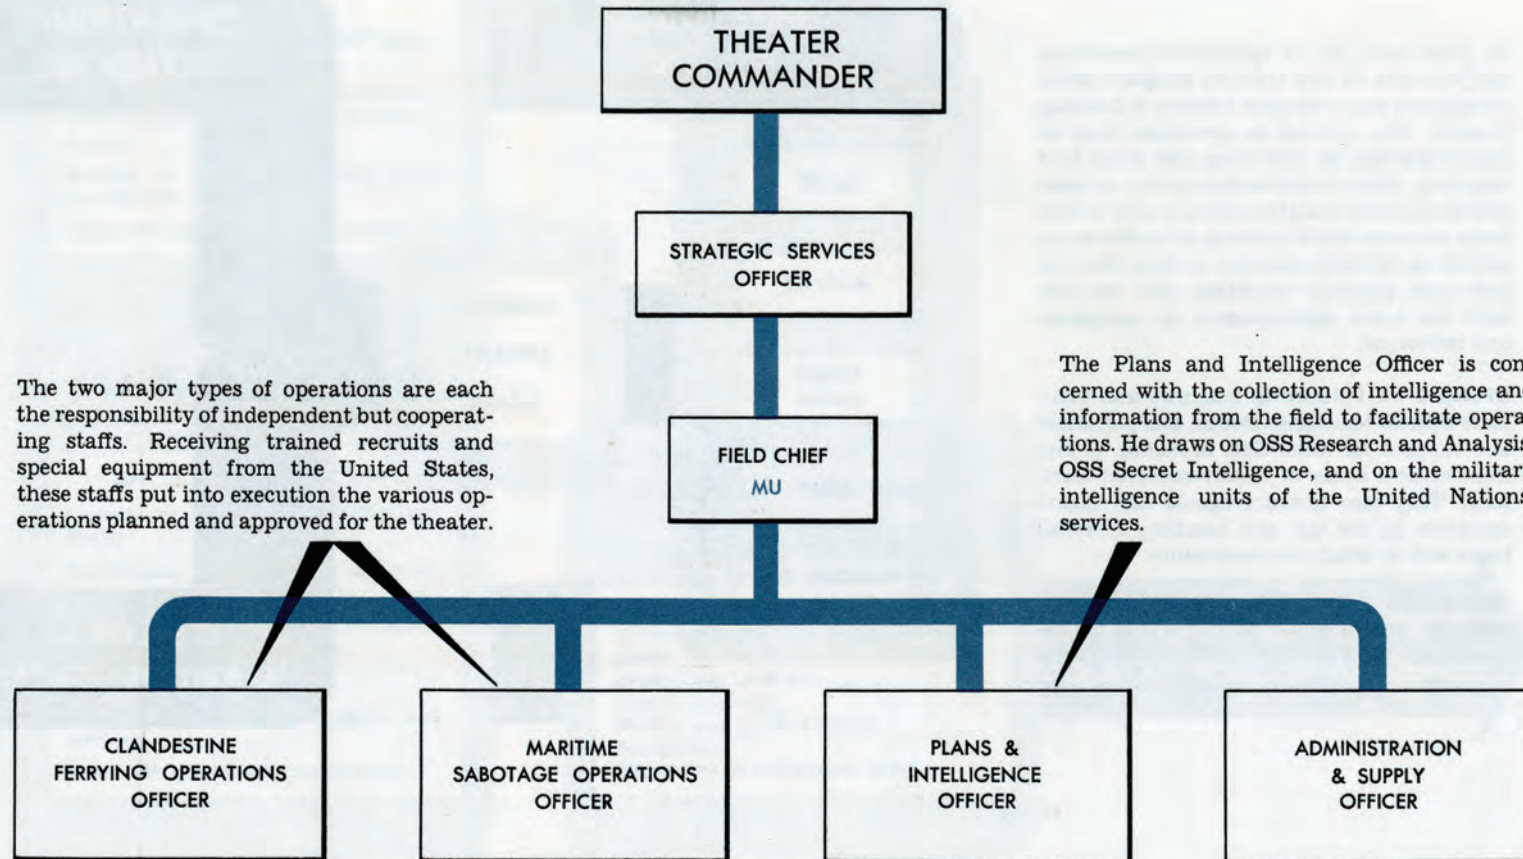 THEATER
COMMANDER
STRATEGIC SERVICES
OFFICER
FIELD CHIEF
MU
The two major types of operations are each
the responsibility of independent but cooperat-
ing staffs. Receiving trained recruits and
special equipment from the United States,
these staffs put into execution the various op-
erations planned and approved for the theater.
The Plans and Intelligence Officer is con
cerned with the collection of intelligence and
information from the field to facilitate opera
tions. He draws on OSS Research and Analysis
OSS Secret Intelligence, and on the militar
intelligence units of the United Nations
services.
CLANDESTINE
FERRYING OPERATIONS
OFFICER
MARITIME
SABOTAGE OPERATIONS
OFFICER
PLANS &
INTELLIGENCE
OFFICER
ADMINISTRATION
& SUPPLY
OFFICER